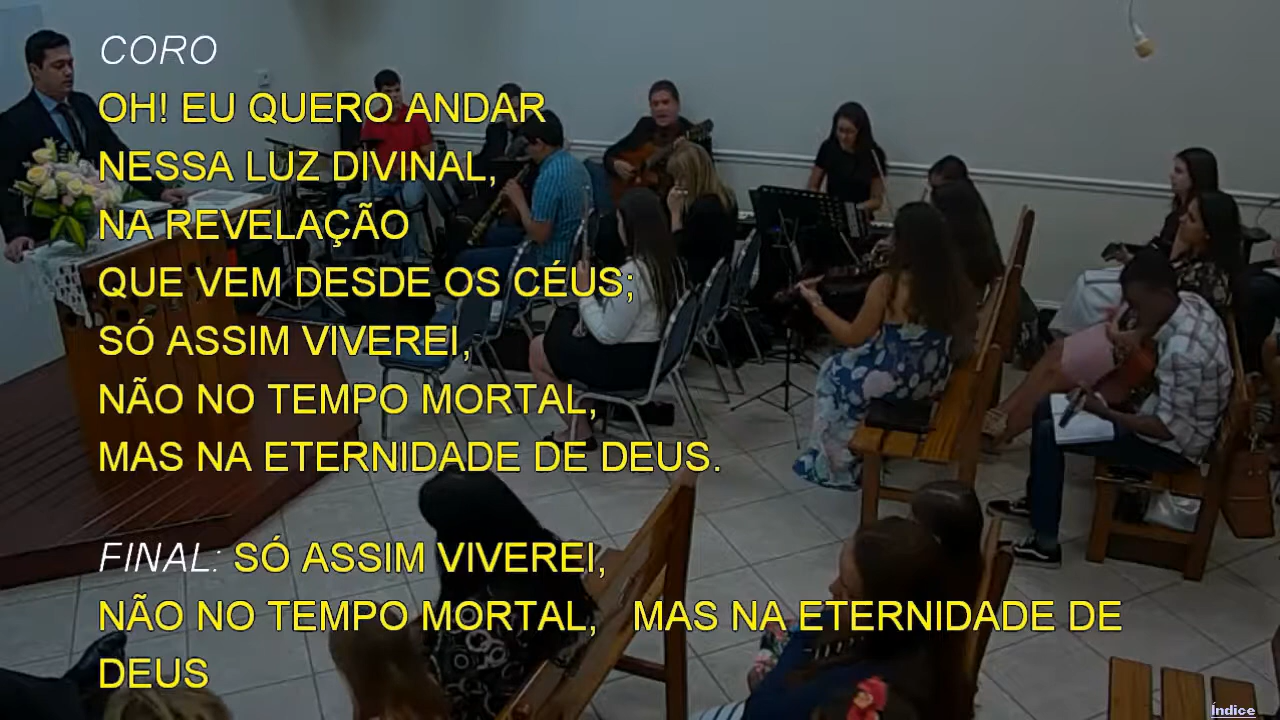 CORO
OH! EU QUERO ANDAR
NESSA LUZ DIVINAL,
NA REVELAÇÃO
QUE VEM DESDE OS CÉUS;
SÓ ASSIM VIVEREI,
NÃO NO TEMPO MORTAL,
MAS NA ETERNIDADE DE DEUS.
FINAL: SÓ ASSIM VIVEREI,
NÃO NO TEMPO MORTAL, MAS NA ETERNIDADE DE
DEUS
Índice